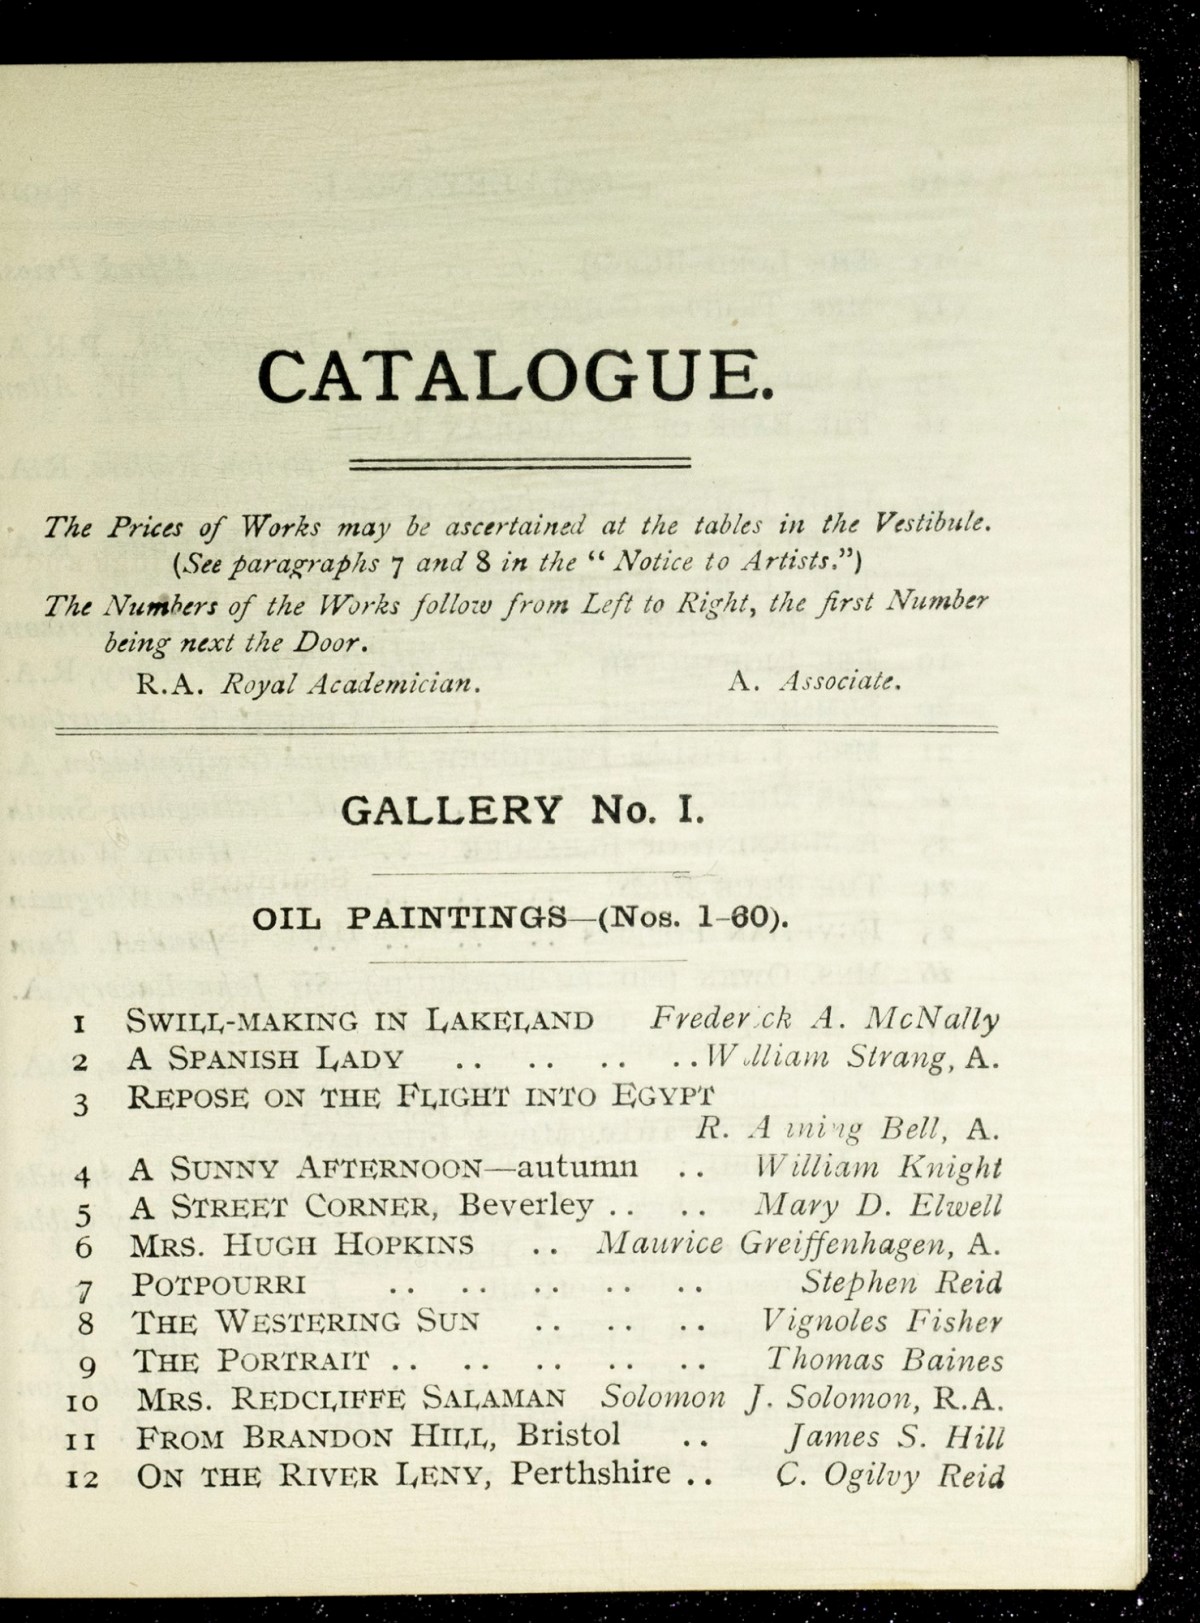 CATALOGUE.
The Prices of Works may be ascertained at the tables in the Vestibule.
(See paragraphs 7 and 8 in the “ Notice to Artists.”)
The Numbers of the Works follow from Left to Right, the first Number
being next the Door.
R.A. Royal Academician. A. Associate.
GALLERY No. I.
OIL PAINTINGS—(Nos. 1–60).
1 SWILL-MAKING IN LAKELAND Frederick A. McNally
2 A SPANISH LADY .. .. .. .. William Strang, A.
3 REPOSE ON THE FLIGHT INTO EGYPT
R. Anning Bell, A.
4 A SUNNY AFTERNOON—autumn .. William Knight
5 A STREET CORNER, Beverley .. .. Mary D. Elwell
6 MRS. HUGH HOPKINS .. Maurice Greiffenhagen, A.
7 POTPOURRI .. .. .. .. .. Stephen Reid
8 THE WESTERING SUN .. .. .. Vignoles Fisher
9 THE PORTRAIT .. .. .. .. .. Thomas Baines
10 MRS. REDCLIFFE SALAMAN Solomon J. Solomon, R.A.
11 FROM BRANDON HILL, Bristol .. James S. Hill
12 ON THE RIVER LENY, Perthshire .. C. Ogilvy Reid